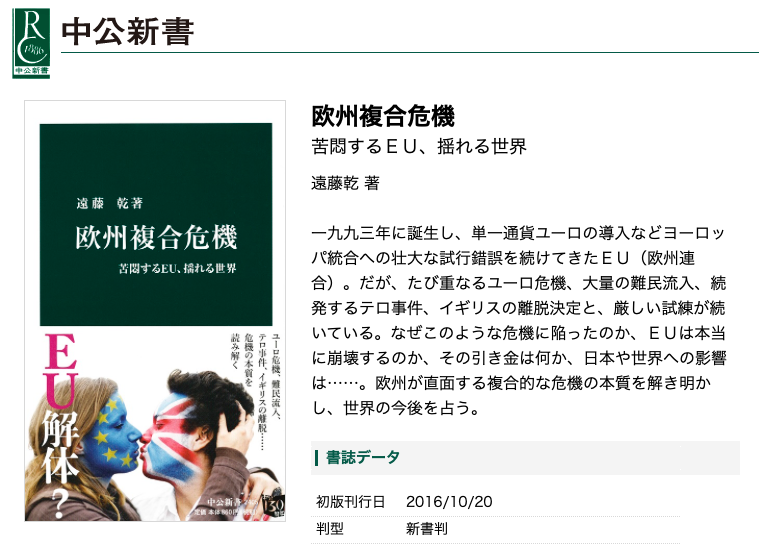 R
C
1886
中公新書
中公新書
遠藤 乾著
欧州複合危機
苦悶するEU、揺れる世界
ユーロ危機、難民流入、
テロ事件、イギリスの離脱……
危機の本質を
読み解く
EU解体？
中公新書
定価 本体860円
欧州複合危機
苦悶するＥＵ、揺れる世界
遠藤乾 著
一九九三年に誕生し、単一通貨ユーロの導入などヨーロッ
パ統合への壮大な試行錯誤を続けてきたＥＵ（欧州連
合）。だが、たび重なるユーロ危機、大量の難民流入、続
発するテロ事件、イギリスの離脱決定と、厳しい試練が続
いている。なぜこのような危機に陥ったのか、ＥＵは本当
に崩壊するのか、その引き金は何か、日本や世界への影響
は……。欧州が直面する複合的な危機の本質を解き明か
し、世界の今後を占う。
書誌データ
初版刊行日 2016/10/20
判型 新書判